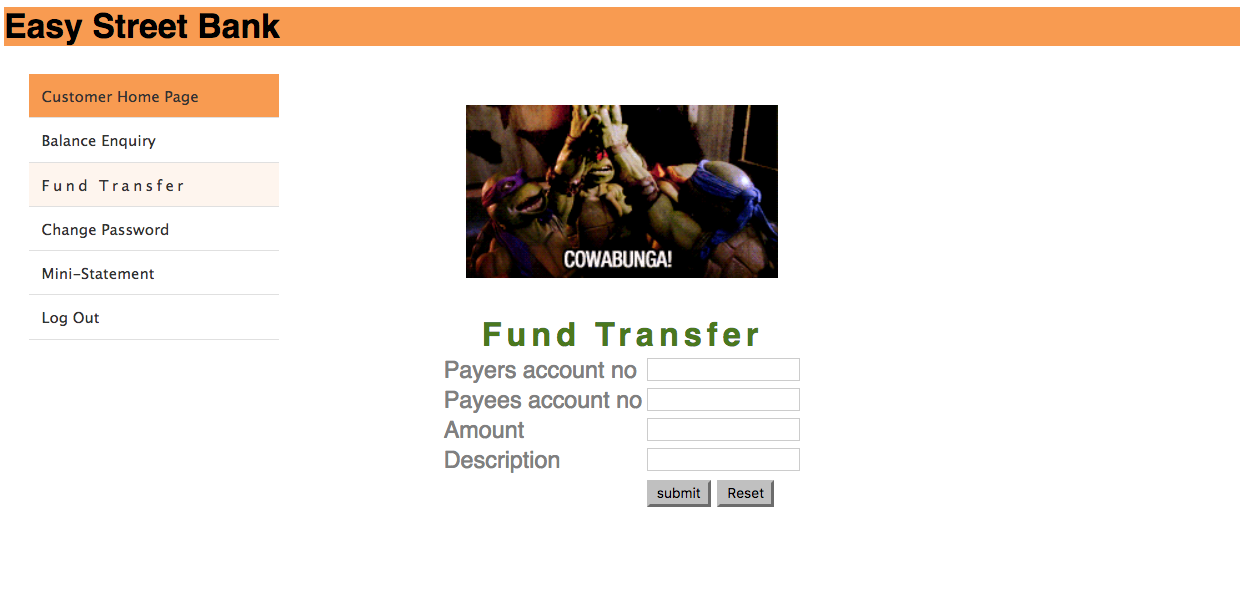 Easy Street Bank
Customer Home Page
Balance Enquiry
Fund Transfer
Change Password
Mini-Statement
Log Out
COWABUNGA!
Fund Transfer
Payers account no
Payees account no
Amount
Description
submit Reset